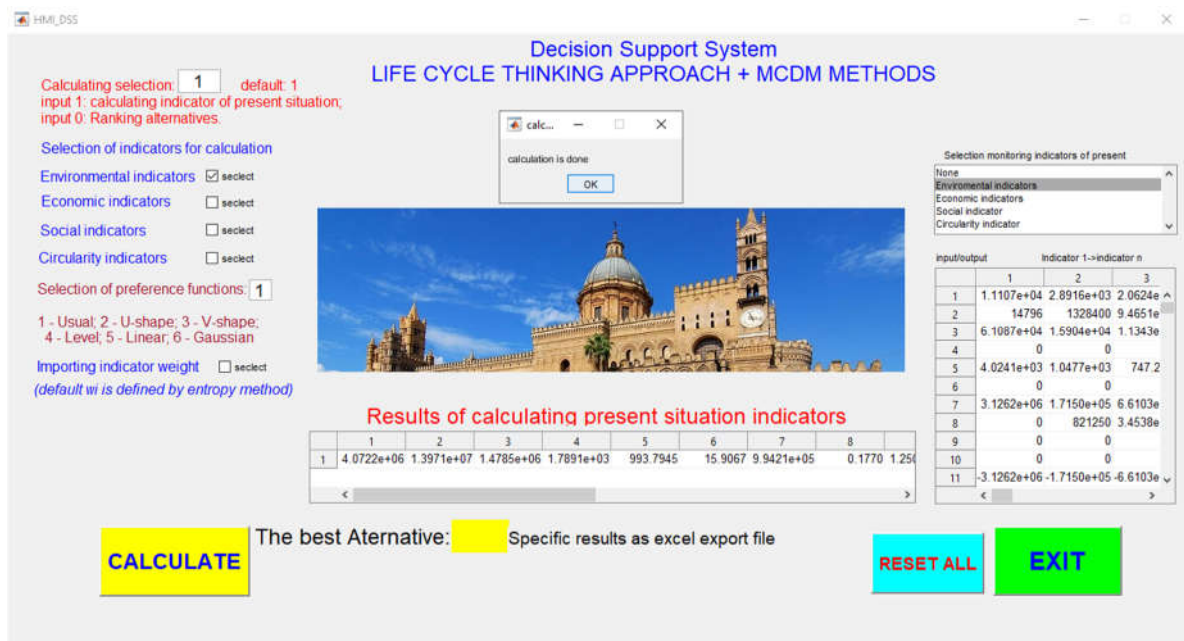 HMI_DSS
Decision Support System
LIFE CYCLE THINKING APPROACH + MCDM METHODS
Calculating selection: 1 default: 1
input 1: calculating indicator of present situation;
input 0: Ranking alternatives.
Selection of indicators for calculation
Environmental indicators seclect
Economic indicators seclect
Social indicators seclect
Circularity indicators seclect
Selection of preference functions: 1
1 - Usual; 2 - U-shape; 3 - V-shape;
4 - Level; 5 - Linear; 6 - Gaussian
Importing indicator weight seclect
(default wi is defined by entropy method)
calc...
calculation is done
OK
Results of calculating present situation indicators
1 2 3 4 5 6 7 8
1 4.0722e+06 1.3971e+07 1.4785e+06 1.7891e+03 993.7945 15.9067 9.9421e+05 0.1770 1.250
Selection monitoring indicators of present
None
Enviromental indicators
Economic indicators
Social indicator
Circularity indicator
input/output Indicator 1->indicator n
1 2 3
1 1.1107e+04 2.8916e+03 2.0624e
2 14796 1328400 9.4651e
3 6.1087e+04 1.5904e+04 1.1343e
4 0 0
5 4.0241e+03 1.0477e+03 747.2
6 0 0
7 3.1262e+06 1.7150e+05 6.6103e
8 0 821250 3.4538e
9 0 0
10 0 0
11 -3.1262e+06 -1.7150e+05 -6.6103e
CALCULATE
The best Aternative: Specific results as excel export file
RESET ALL
EXIT